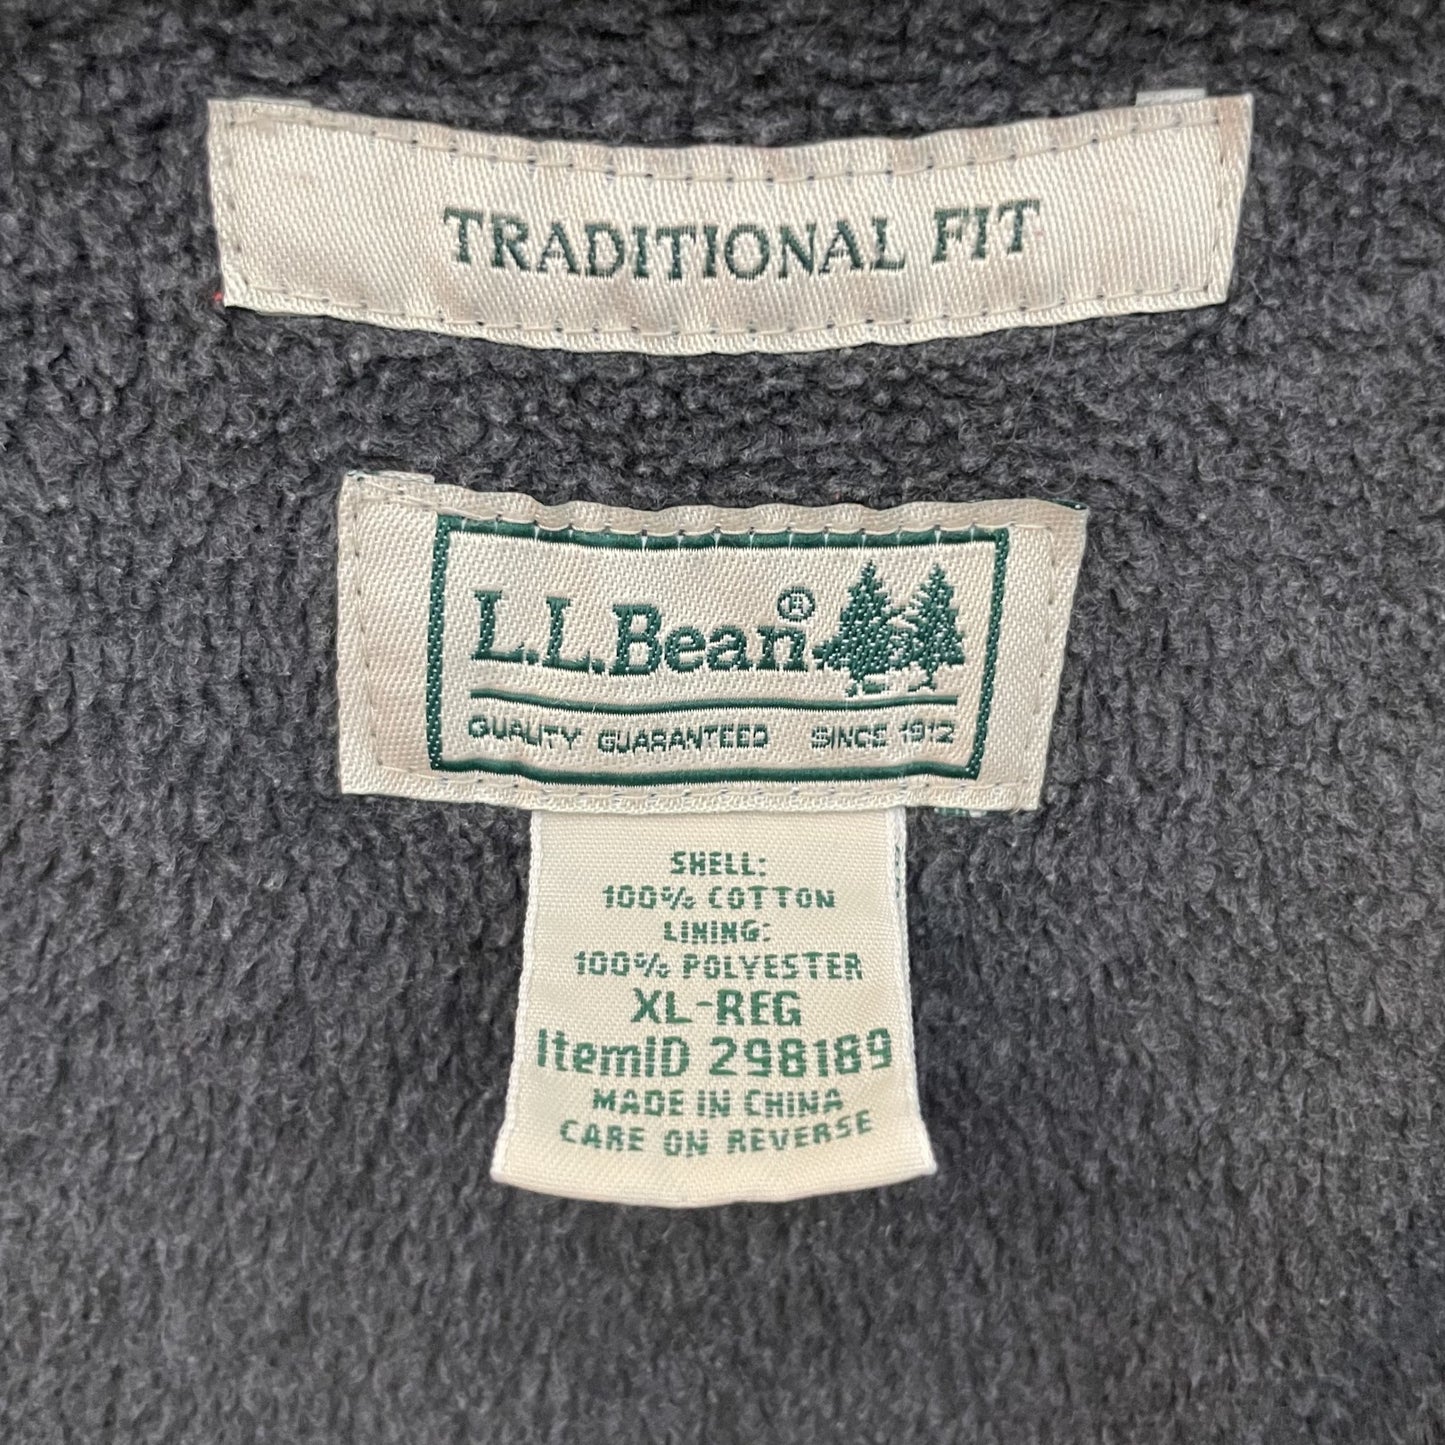 TRADITIONAL FIT
L.L.Bean®
QUALITY GUARANTEED SINCE 1912
SHELL:
100% COTTON
LINING:
100% POLYESTER
XL-REG
ItemID 298189
MADE IN CHINA
CARE ON REVERSE